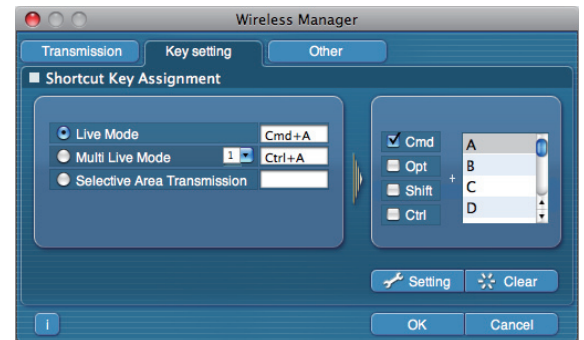 Wireless Manager
Transmission Key setting Other
Shortcut Key Assignment
Live Mode Cmd+A
Multi Live Mode 1 Ctrl+A
Selective Area Transmission
Cmd
Opt
Shift
Ctrl
+
A
B
C
D
Setting Clear
i OK Cancel